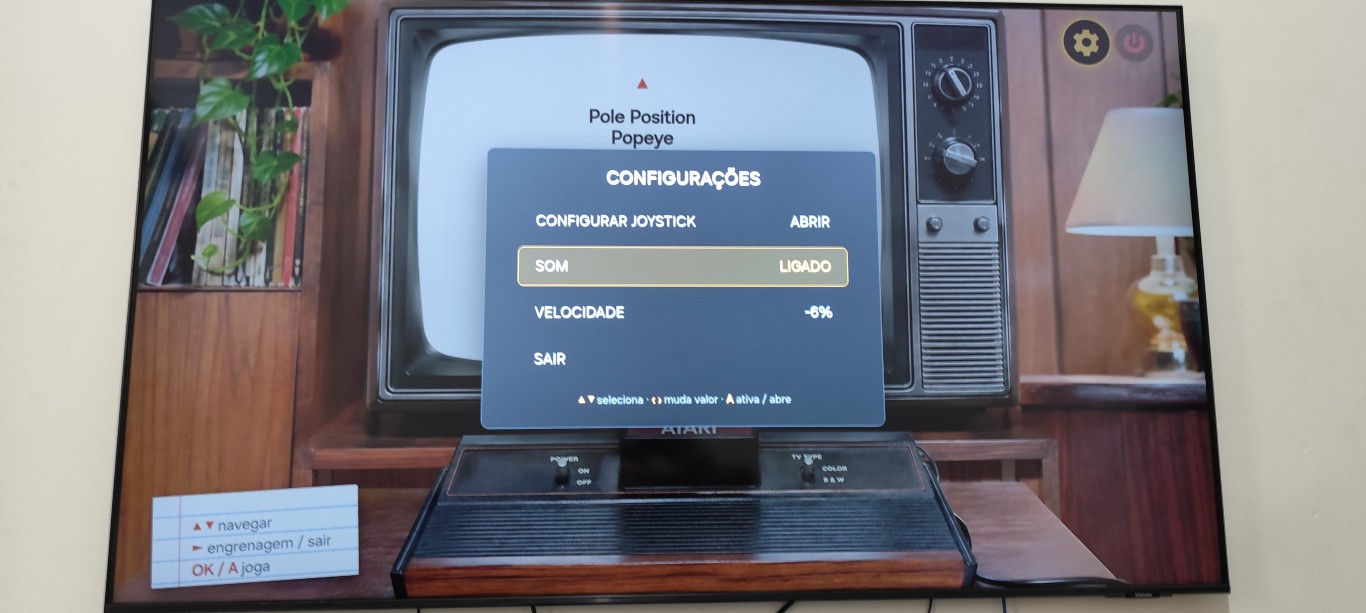 Pole Position
Popeye
CONFIGURAÇÕES
CONFIGURAR JOYSTICK ABRIR
SOM LIGADO
VELOCIDADE -6%
SAIR
▲▼ seleciona · ◄► muda valor · A ativa / abre
ATARI
POWER
ON
OFF
TV TYPE
COLOR
B & W
▲▼ navegar
► engrenagem / sair
OK / A joga